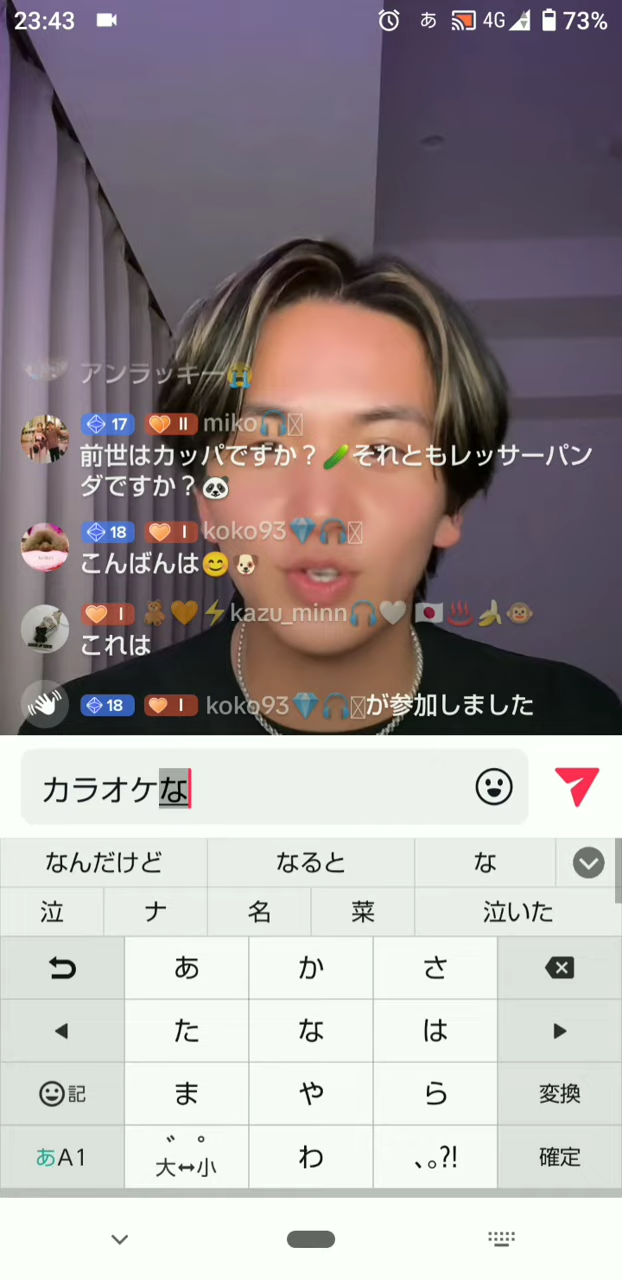 23:43 あ 4G 73%
アンラッキー😭
17 II miko🎧
前世はカッパですか？🥒それともレッサーパン
ダですか？🐼
18 I koko93💎🎧
こんばんは😊🐶
I 🧸🧡⚡kazu_minn🎧🤍🇯🇵♨️🍌🐵
これは
18 I koko93💎🎧が参加しました
カラオケな
なんだけど なると な
泣 ナ 名 菜 泣いた
あ か さ
た な は
記 ま や ら 変換
あA1 ゛゜大↔小 わ 、。?! 確定